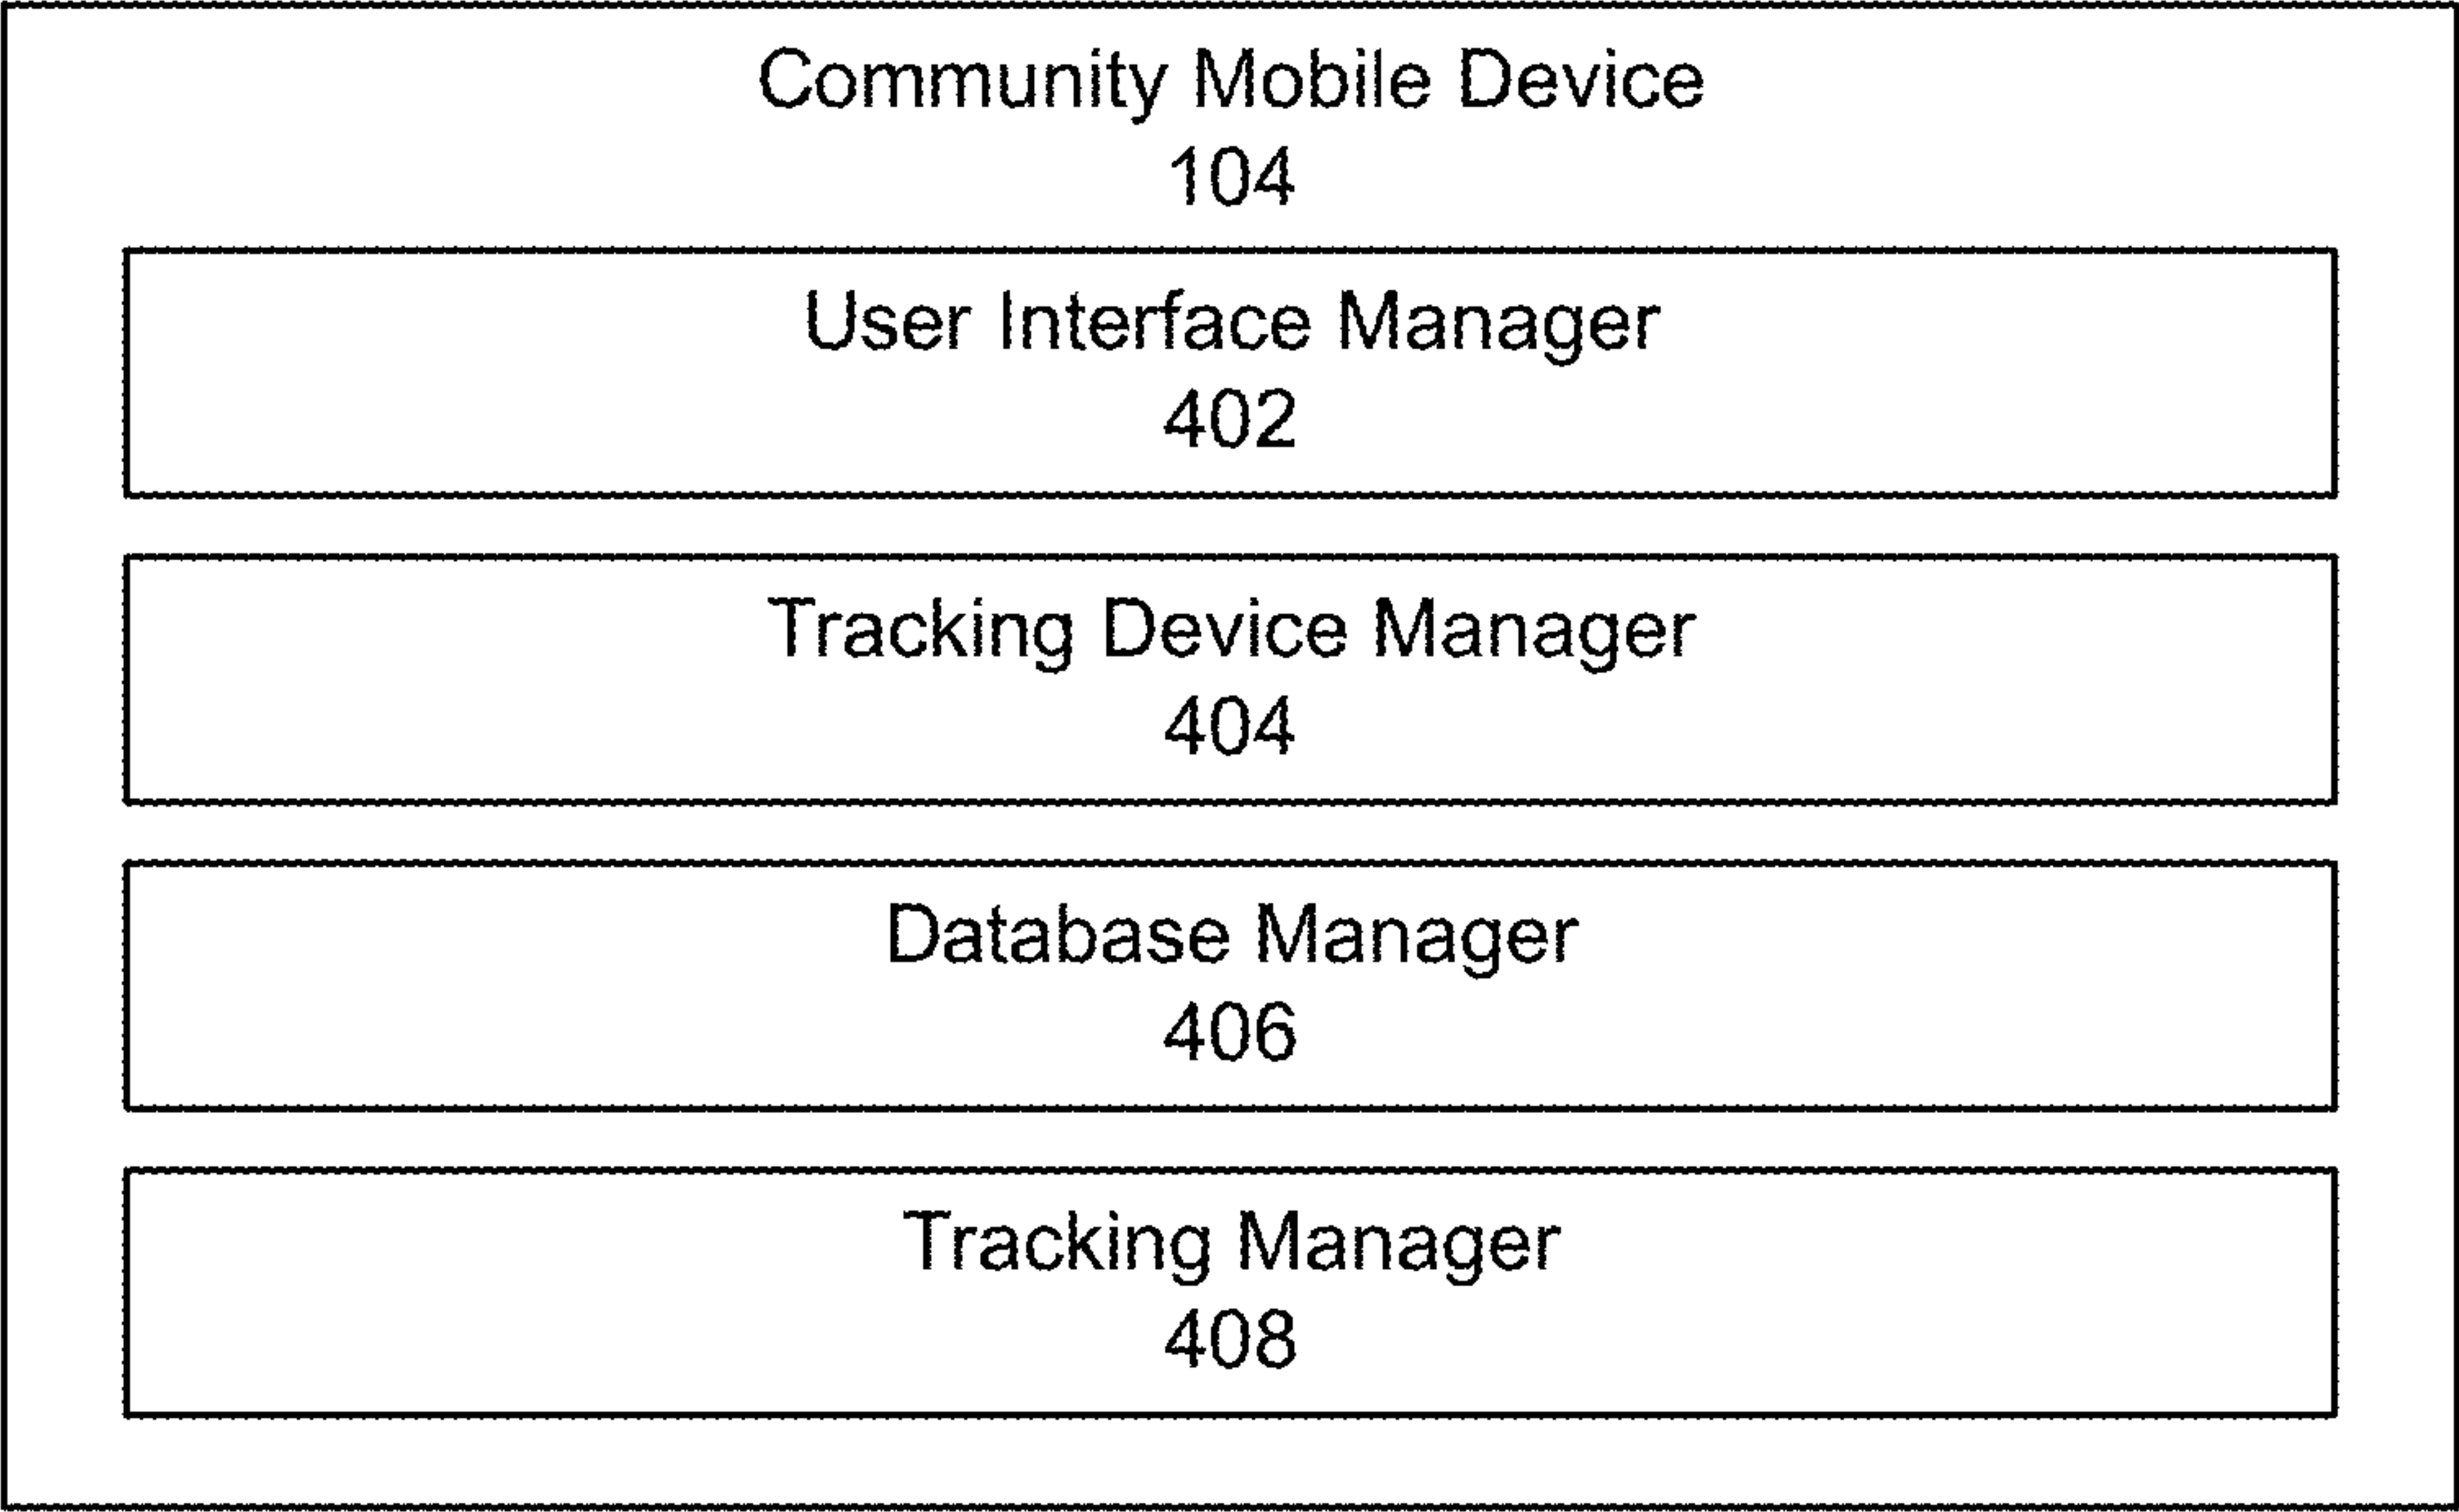 Community Mobile Device
104
User Interface Manager
402
Tracking Device Manager
404
Database Manager
406
Tracking Manager
408